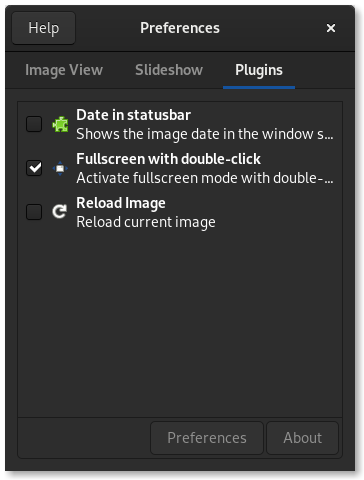 Help
Preferences
Image View
Slideshow
Plugins
Date in statusbar
Shows the image date in the window s...
Fullscreen with double-click
Activate fullscreen mode with double-...
Reload Image
Reload current image
Preferences
About